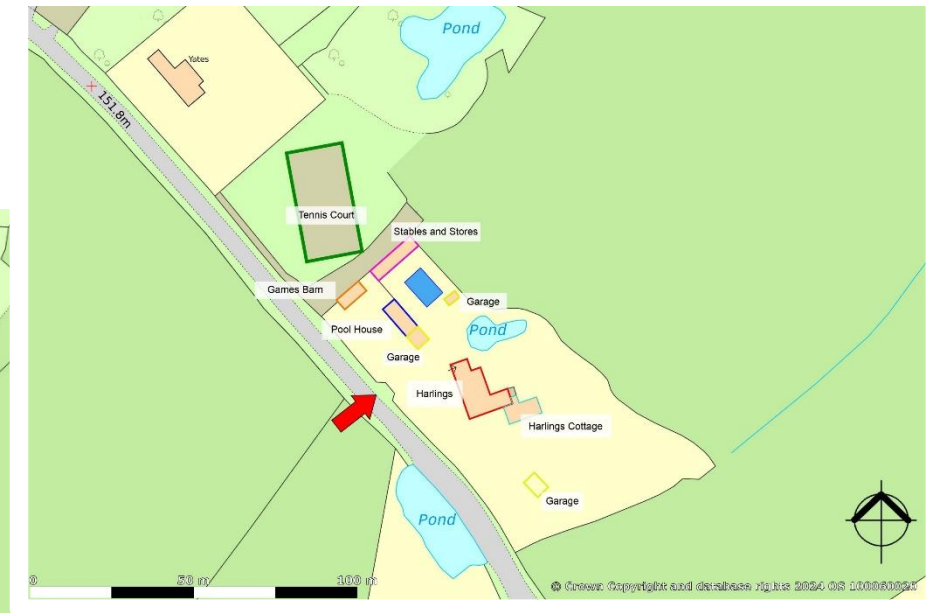 Pond
Yates
151.8m
Tennis Court
Stables and Stores
Games Barn
Garage
Pool House
Pond
Garage
Harlings
Harlings Cottage
Garage
Pond
0
50 m
100 m
© Crown Copyright and database rights 2024 OS 100060020